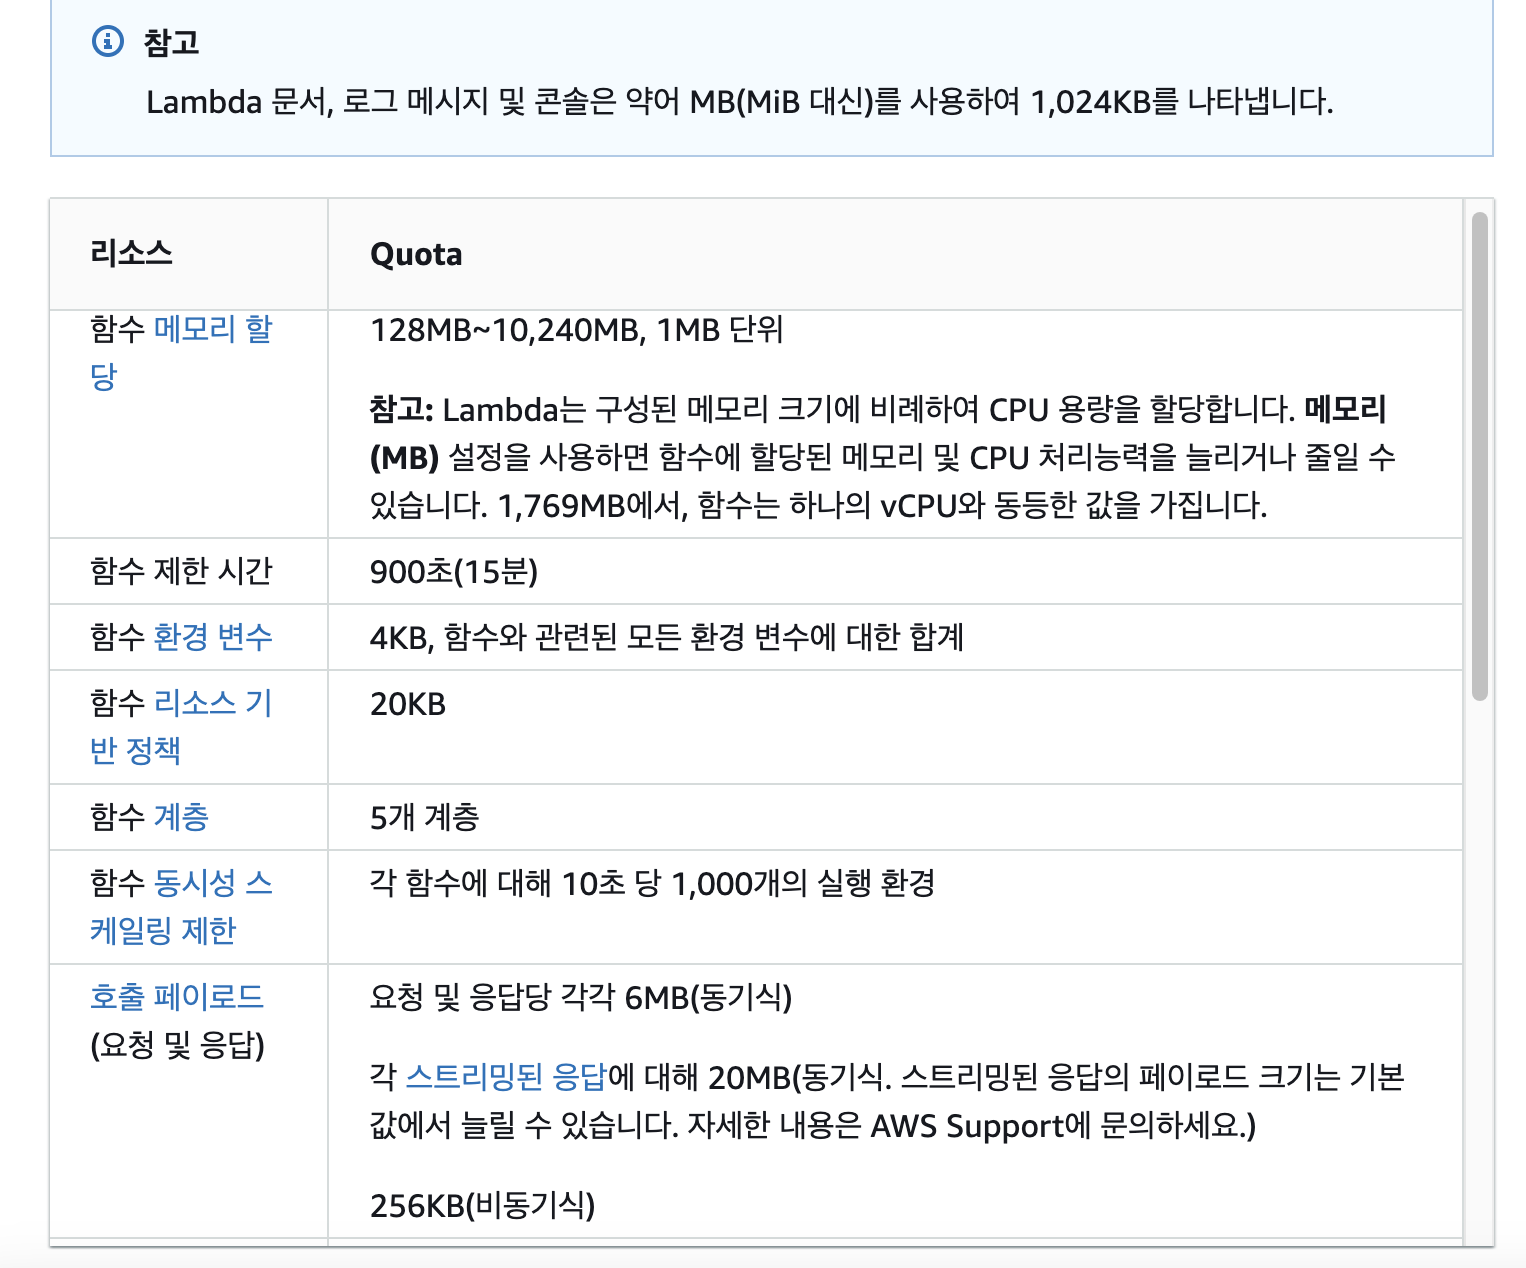 참고
Lambda 문서, 로그 메시지 및 콘솔은 약어 MB(MiB 대신)를 사용하여 1,024KB를 나타냅니다.
리소스
Quota
함수 메모리 할
당
128MB~10,240MB, 1MB 단위
참고: Lambda는 구성된 메모리 크기에 비례하여 CPU 용량을 할당합니다. 메모리
(MB) 설정을 사용하면 함수에 할당된 메모리 및 CPU 처리능력을 늘리거나 줄일 수
있습니다. 1,769MB에서, 함수는 하나의 vCPU와 동등한 값을 가집니다.
함수 제한 시간
900초(15분)
함수 환경 변수
4KB, 함수와 관련된 모든 환경 변수에 대한 합계
함수 리소스 기
반 정책
20KB
함수 계층
5개 계층
함수 동시성 스
케일링 제한
각 함수에 대해 10초 당 1,000개의 실행 환경
호출 페이로드
(요청 및 응답)
요청 및 응답당 각각 6MB(동기식)
각 스트리밍된 응답에 대해 20MB(동기식. 스트리밍된 응답의 페이로드 크기는 기본
값에서 늘릴 수 있습니다. 자세한 내용은 AWS Support에 문의하세요.)
256KB(비동기식)